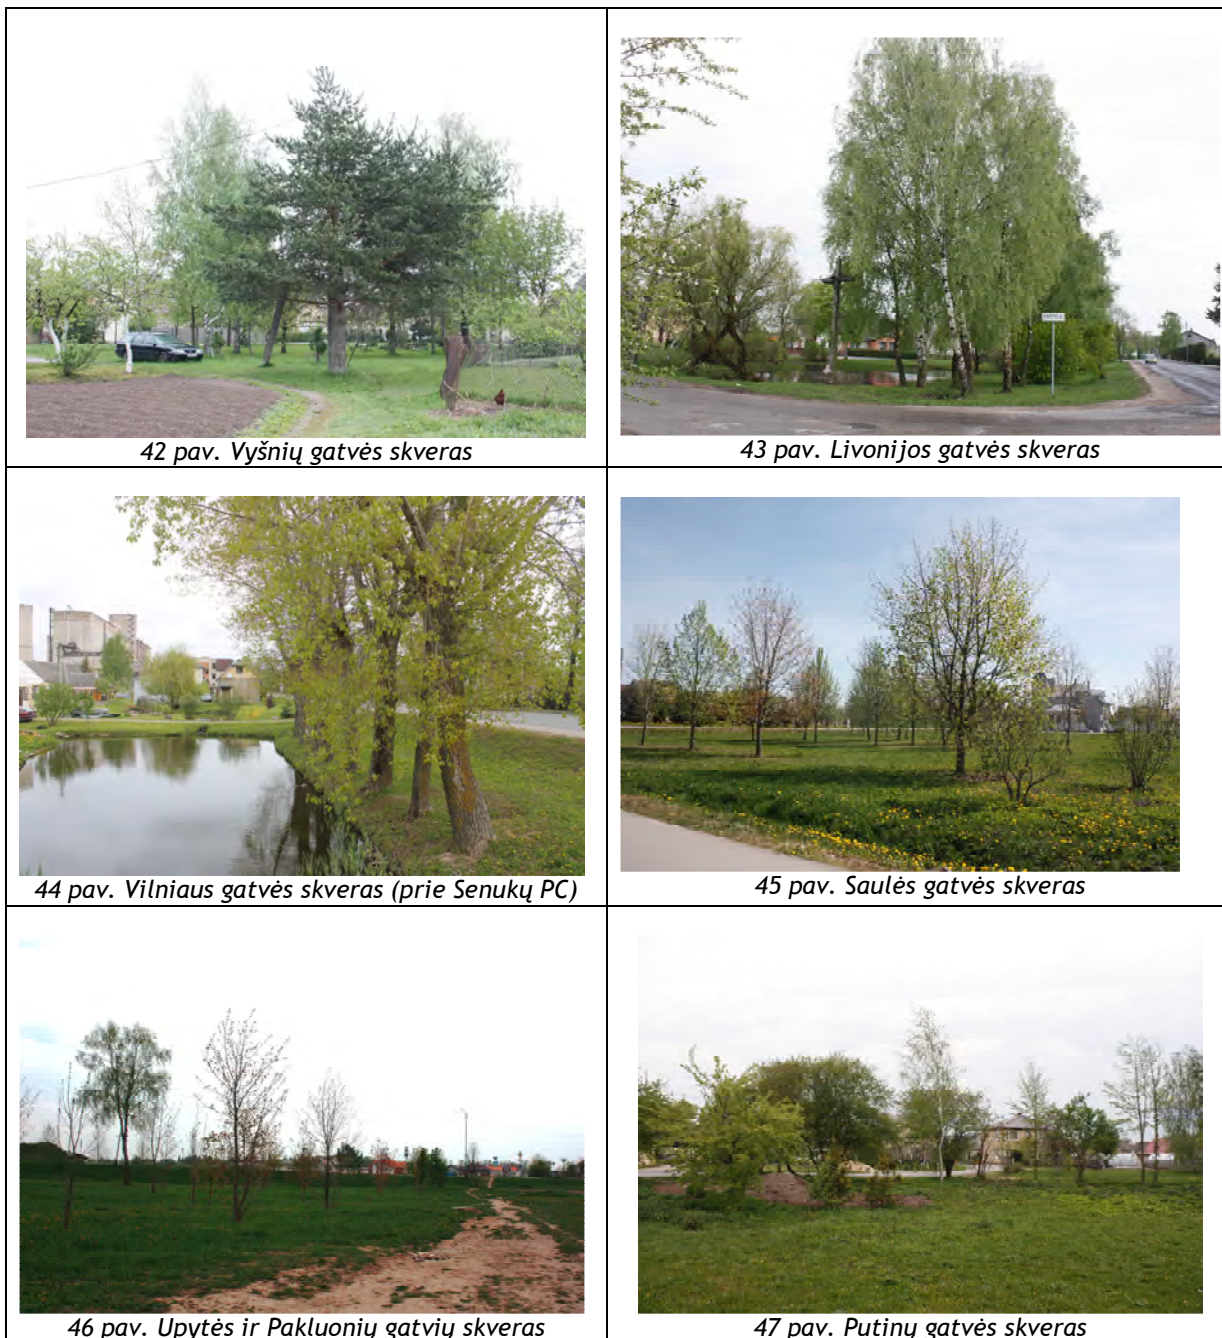 42 pav. Vyšnių gatvės skveras
43 pav. Livonijos gatvės skveras
44 pav. Vilniaus gatvės skveras (prie Senukų PC)
45 pav. Saulės gatvės skveras
46 pav. Upytės ir Pakluonių gatvių skveras
47 pav. Putinų gatvės skveras